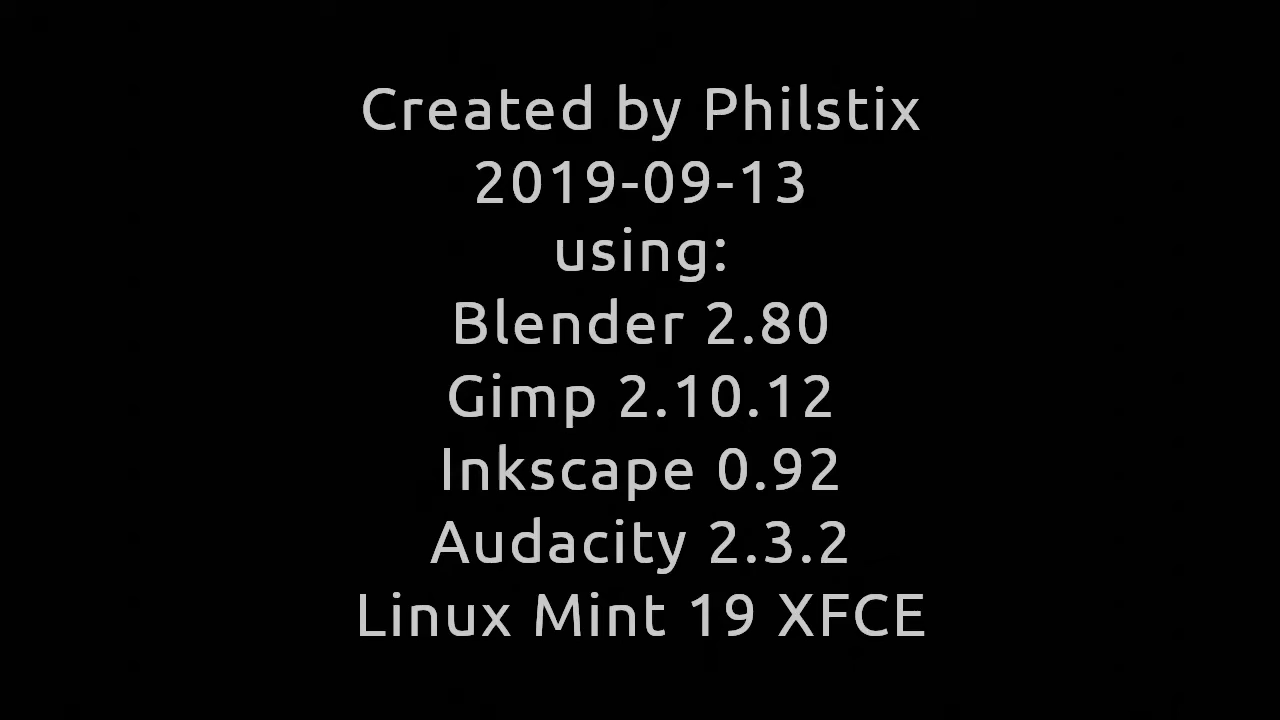 Created by Philstix
2019-09-13
using:
Blender 2.80
Gimp 2.10.12
Inkscape 0.92
Audacity 2.3.2
Linux Mint 19 XFCE